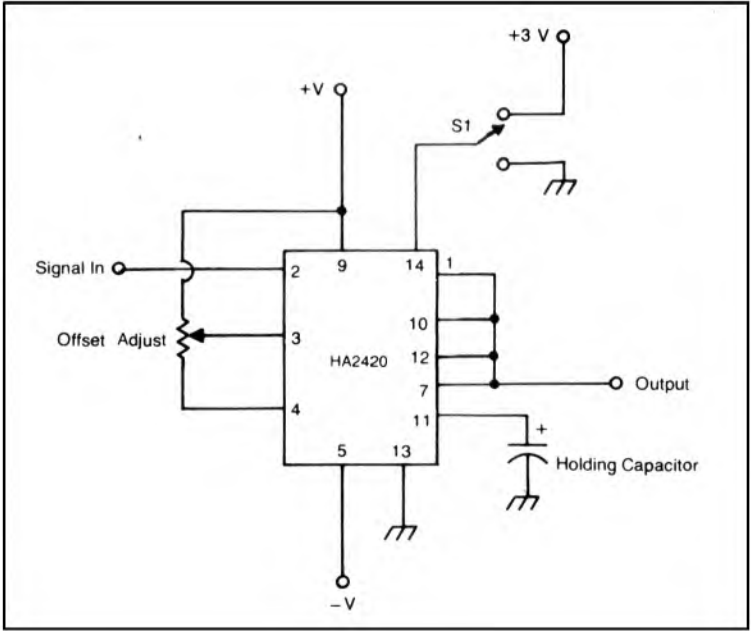 +3 V
+V
S1
Signal In
2
9
14
1
10
Offset Adjust
3
HA2420
12
7
Output
4
11
5
13
+
Holding Capacitor
−V